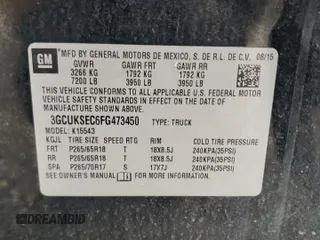 GM
MFD BY GENERAL MOTORS DE MEXICO, S. DE R.L. DE C.V. 08/15
GVWR GAWR FRT GAWR RR
3266 KG 1792 KG 1792 KG
7200 LB 3950 LB 3950 LB
THIS VEHICLE CONFORMS TO ALL APPLICABLE U.S. FEDERAL MOTOR VEHICLE SAFETY STANDARDS IN EFFECT ON THE DATE OF MANUFACTURE SHOWN ABOVE.
3GCUKSEC6FG473450 TYPE: TRUCK
MODEL: K15543
KGJL TIRE SIZE SPEED RTG RIM COLD TIRE PRESSURE
FRT P265/65R18 T 18X8.5J 240KPA(35PSI)
RR P265/65R18 T 18X8.5J 240KPA(35PSI)
SPA P265/70R17 S 17X7J 240KPA(35PSI)
SEE OWNER'S MANUAL FOR MORE INFORMATION.
DREAMBID